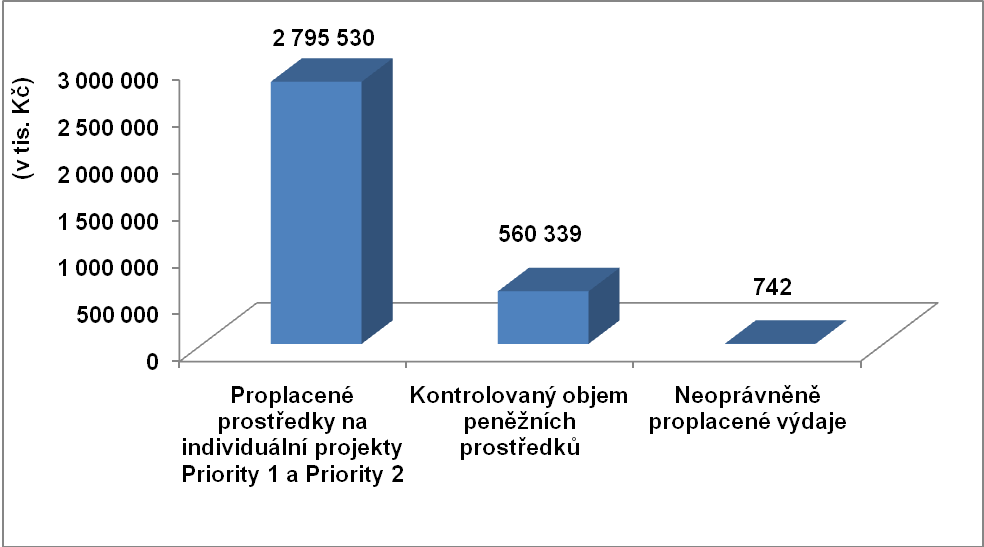 2 795 530
(v tis. Kč)
3 000 000
2 500 000
2 000 000
1 500 000
1 000 000
500 000
0
560 339
742
Proplacené
prostředky na
individuální projekty
Priority 1 a Priority 2
Kontrolovaný objem
peněžních
prostředků
Neoprávněně
proplacené výdaje